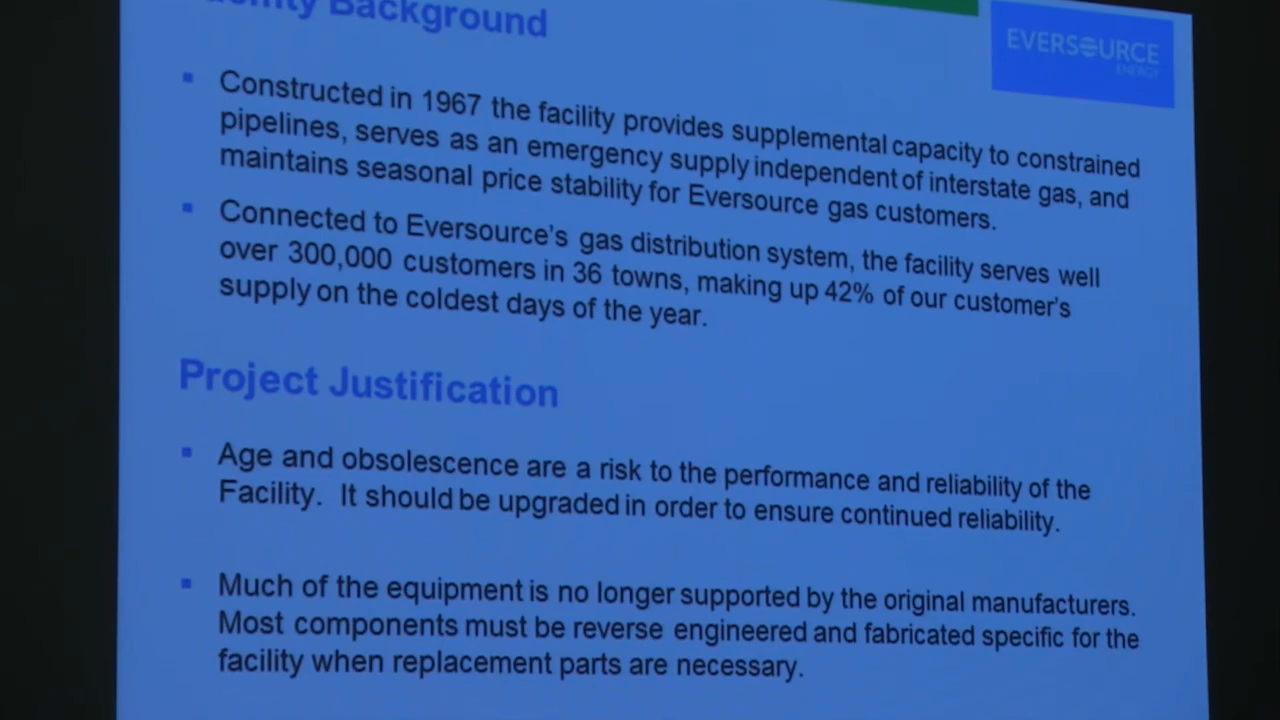 Background
EVERSOURCE
ENERGY
Constructed in 1967 the facility provides supplemental capacity to constrained
pipelines, serves as an emergency supply independent of interstate gas, and
maintains seasonal price stability for Eversource gas customers.
Connected to Eversource's gas distribution system, the facility serves well
over 300,000 customers in 36 towns, making up 42% of our customer's
supply on the coldest days of the year.
Project Justification
Age and obsolescence are a risk to the performance and reliability of the
Facility. It should be upgraded in order to ensure continued reliability.
Much of the equipment is no longer supported by the original manufacturers.
Most components must be reverse engineered and fabricated specific for the
facility when replacement parts are necessary.